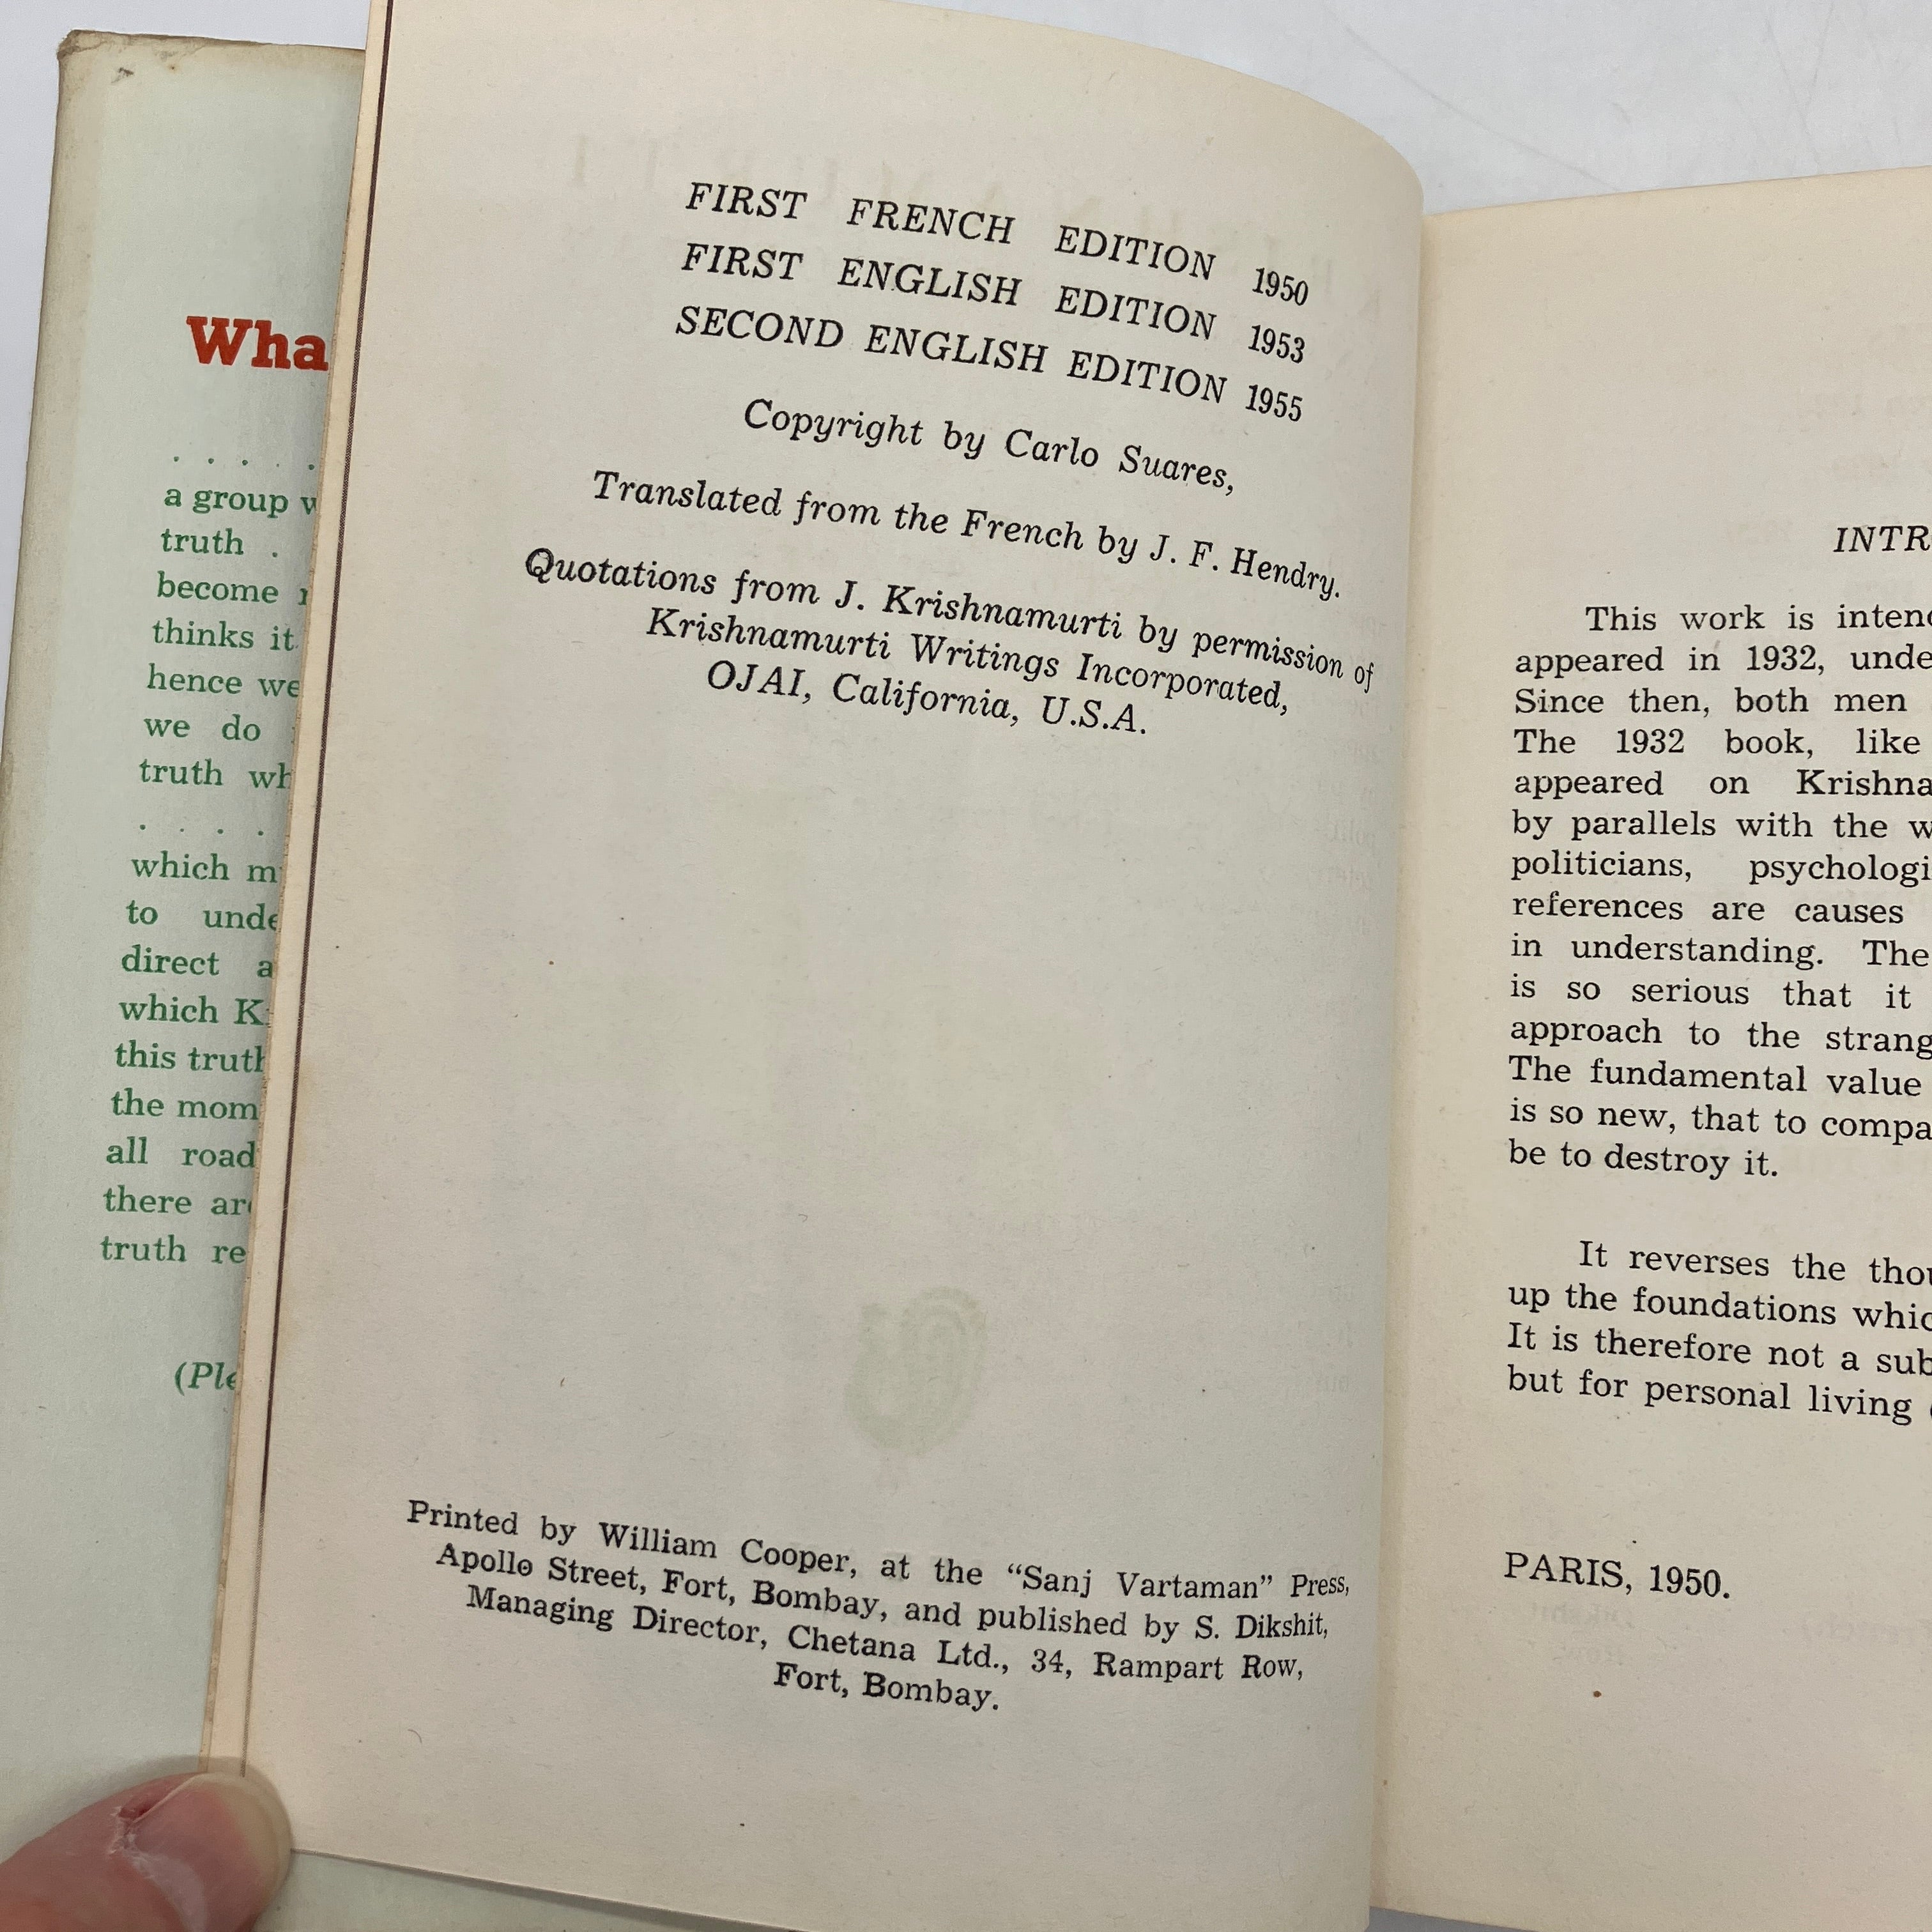 Wha
. . . . .
a group
truth .
become
thinks it
hence we
we do
truth wh
. . . .
which m
to unde
direct a
which K
this truth
the mom
all road
there ar
truth re
(Ple
FIRST FRENCH EDITION 1950
FIRST ENGLISH EDITION 1953
SECOND ENGLISH EDITION 1955
Copyright by Carlo Suares,
Translated from the French by J. F. Hendry.
Quotations from J. Krishnamurti by permission of
Krishnamurti Writings Incorporated,
OJAI, California, U.S.A.
Printed by William Cooper, at the "Sanj Vartaman" Press,
Apollo Street, Fort, Bombay, and published by S. Dikshit,
Managing Director, Chetana Ltd., 34, Rampart Row,
Fort, Bombay.
INTR
This work is intend
appeared in 1932, unde
Since then, both men
The 1932 book, like
appeared on Krishna
by parallels with the w
politicians, psychologi
references are causes
in understanding. The
is so serious that it
approach to the strang
The fundamental value
is so new, that to compa
be to destroy it.
It reverses the thou
up the foundations whic
It is therefore not a sub
but for personal living
PARIS, 1950.